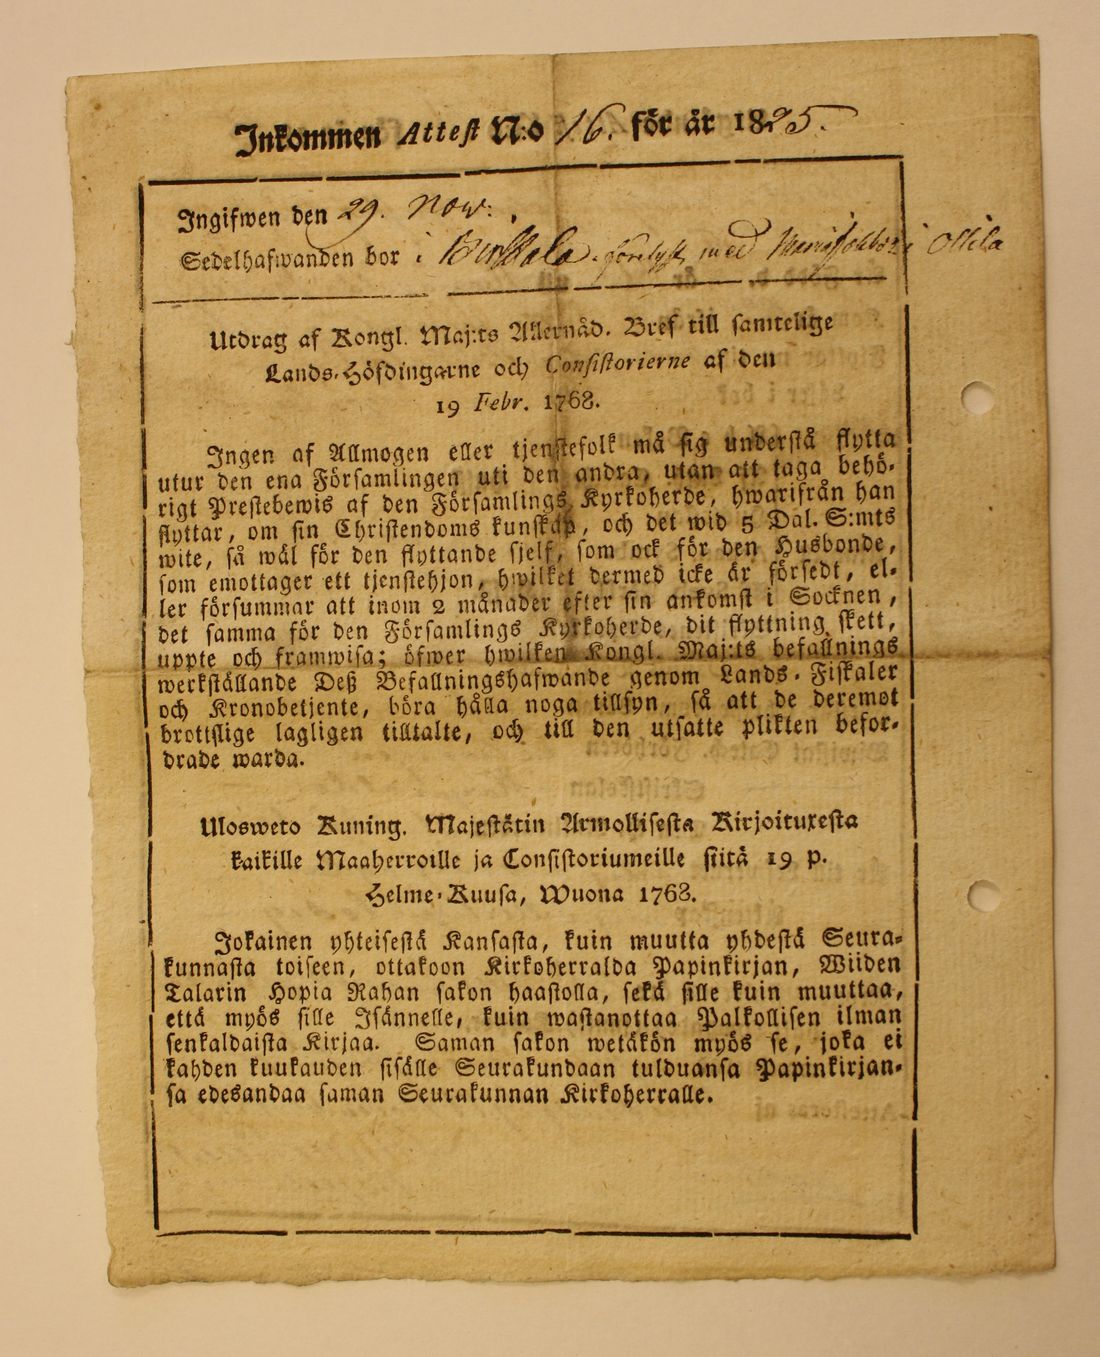 Inkommen Attest N:o 16. för år 1825.
Ingifwen den 29. Now:
Sedelhafwanden bor i med i Ollila
Utdrag af Kongl. Maj:ts Allernåd. Bref till samtelige
Lands-Höfdingarne och Consistorierne af den
19 Febr. 1768.
Ingen af Allmogen eller tjenstefolk må sig understå flytta
utur den ena Församlingen uti den andra, utan att taga behö-
rigt Prestebewis af den Församlings Kyrkoherde, hwarifrån han
flyttar, om sin Christendoms kunskap, och det wid 5 Dal. S:mts
wite, så wäl för den flyttande sjelf, som ock för den Husbonde,
som emottager ett tjenstehjon, hwilket dermed icke är försedt, el-
ler försummar att inom 2 månader efter sin ankomst i Socknen,
det samma för den Församlings Kyrkoherde, dit flyttning skett,
uppte och framwisa; öfwer hwilken Kongl. Maj:ts befallnings
werkställande Deß Befallningshafwande genom Lands-Fiskaler
och Kronobetjente, böra hålla noga tillsyn, så att de deremot
brottslige lagligen tilltalte, och till den utsatte plikten befor-
drade warda.
Ulosweto Kuning. Majestätin Armollisesta Kirjoituxesta
kaikille Maaherroille ja Consistoriumeille siitä 19 p.
Helme-Kuusa, Wuona 1768.
Jokainen yhteisestä Kansasta, kuin muutta yhdestä Seura-
kunnasta toiseen, ottakoon Kirkoherralda Papinkirjan, Wiiden
Talarin Hopia Rahan sakon haastolla, sekä sille kuin muuttaa,
että myös sille Isännelle, kuin wastanottaa Palkollisen ilman
senkaldaista Kirjaa. Saman sakon wetäkön myös se, joka ei
kahden kuukauden sisälle Seurakundaan tulduansa Papinkirjan-
sa edesandaa saman Seurakunnan Kirkoherralle.